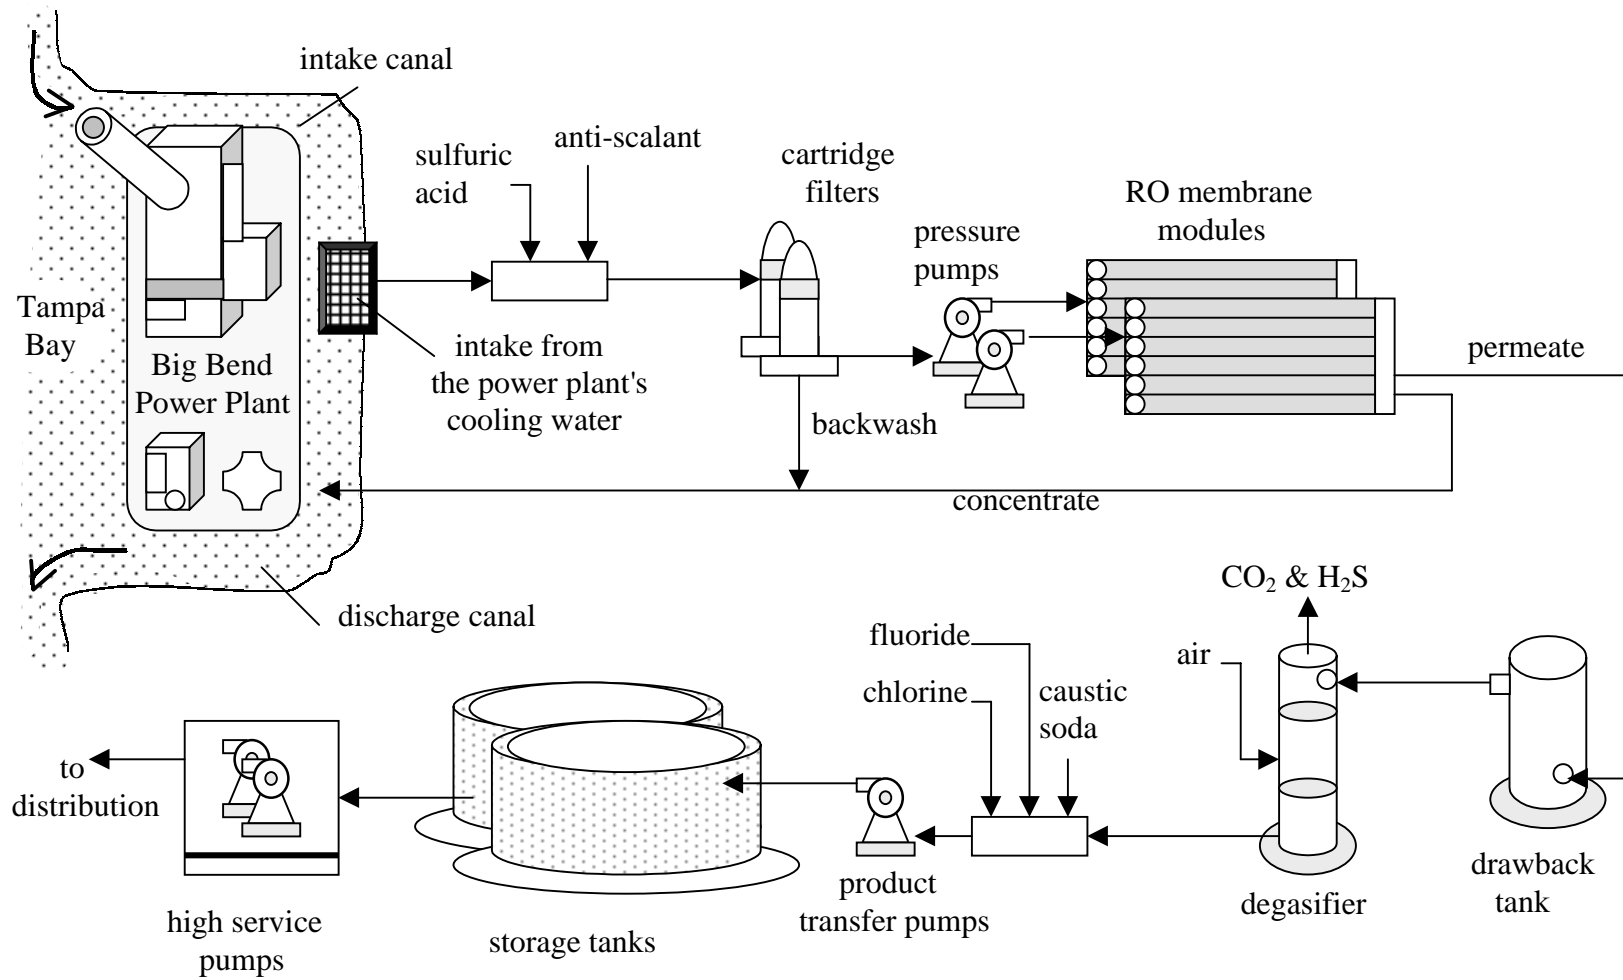 intake canal
sulfuric
acid
anti-scalant
cartridge
filters
pressure
pumps
RO membrane
modules
Tampa
Bay
Big Bend
Power Plant
intake from
the power plant's
cooling water
permeate
backwash
concentrate
discharge canal
CO₂ & H₂S
fluoride
chlorine
caustic
soda
air
to
distribution
high service
pumps
storage tanks
product
transfer pumps
degasifier
drawback
tank